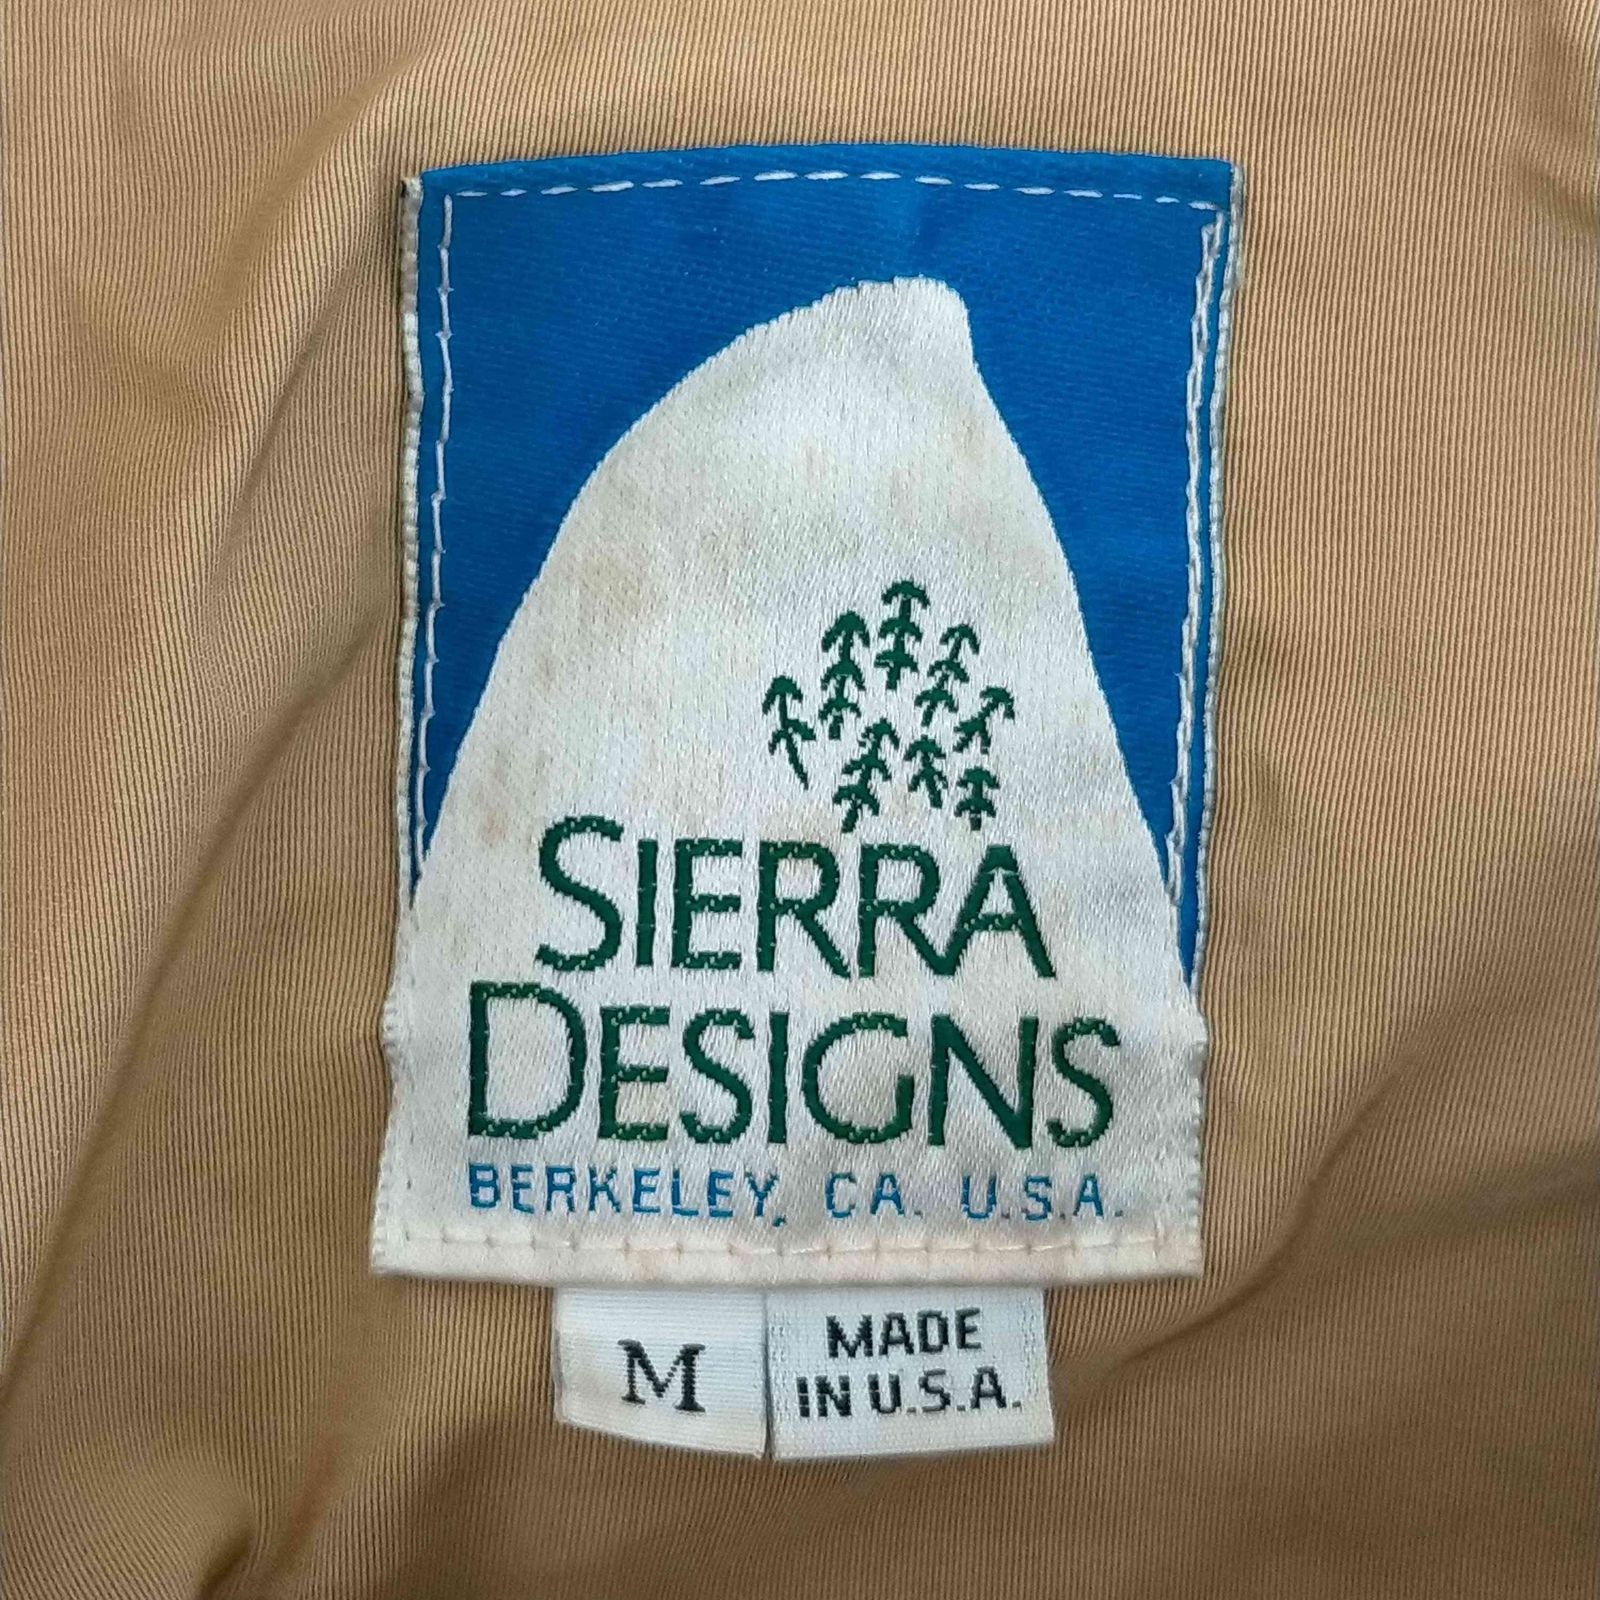 SIERRA
DESIGNS
BERKELEY, CA. U.S.A.
M
MADE
IN U.S.A.